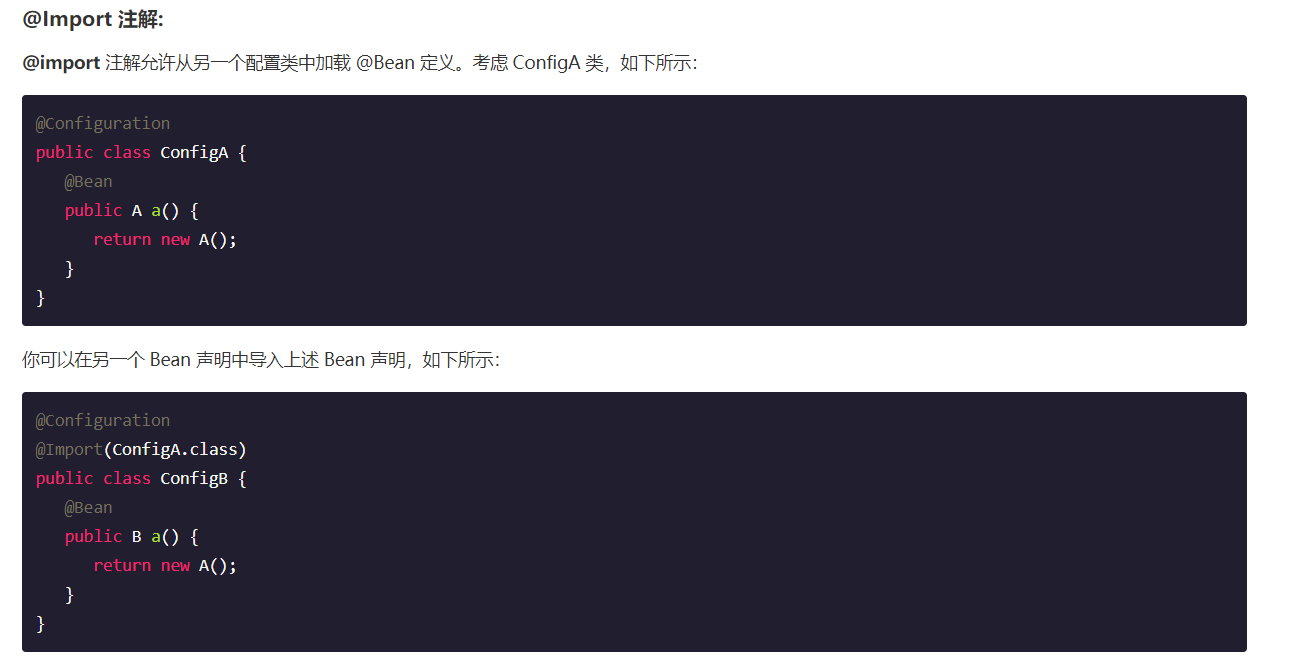 @Import 注解:
@import 注解允许从另一个配置类中加载 @Bean 定义。考虑 ConfigA 类，如下所示：
@Configuration
public class ConfigA {
   @Bean
   public A a() {
      return new A();
   }
}
你可以在另一个 Bean 声明中导入上述 Bean 声明，如下所示：
@Configuration
@Import(ConfigA.class)
public class ConfigB {
   @Bean
   public B a() {
      return new A();
   }
}